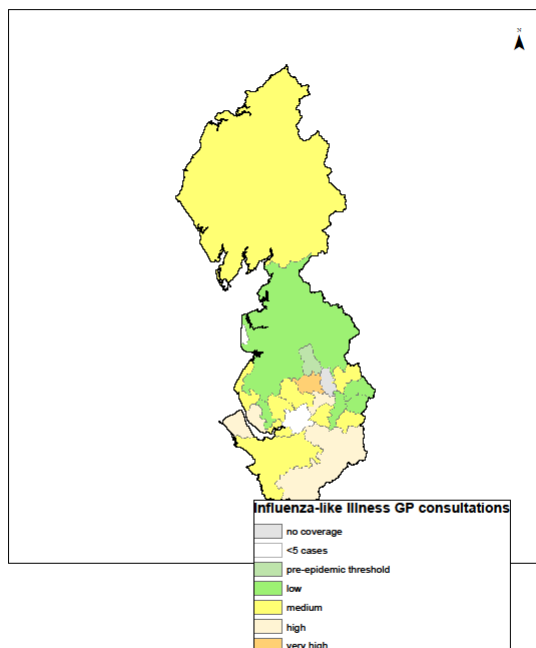 N
Influenza-like Illness GP consultations
no coverage
<5 cases
pre-epidemic threshold
low
medium
high
very high